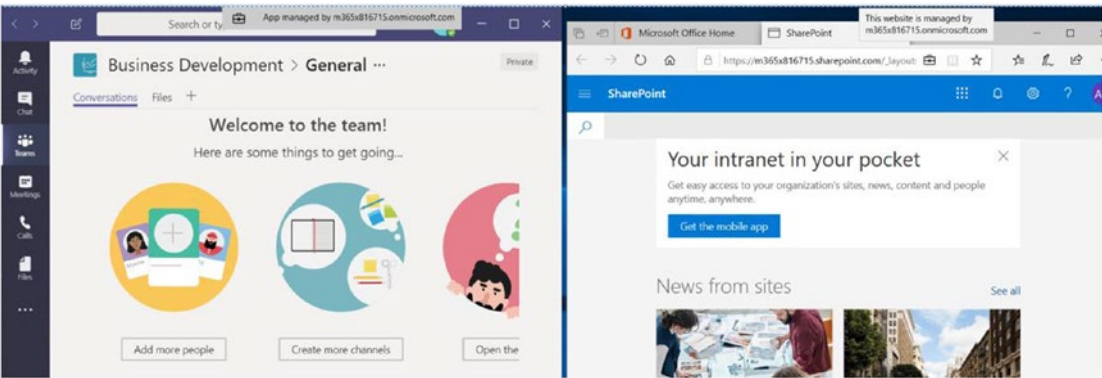 Search or ty
App managed by m365x816715.onmicrosoft.com
Activity
Chat
Teams
Meetings
Calls
Files
Business Development > General ...
Private
Conversations Files +
Welcome to the team!
Here are some things to get going...
Add more people
Create more channels
Open the
This website is managed by
m365x816715.onmicrosoft.com
Microsoft Office Home
SharePoint
https://m365x816715.sharepoint.com/_layout:
SharePoint
?
A
Your intranet in your pocket
Get easy access to your organization's sites, news, content and people
anytime, anywhere.
Get the mobile app
News from sites
See all